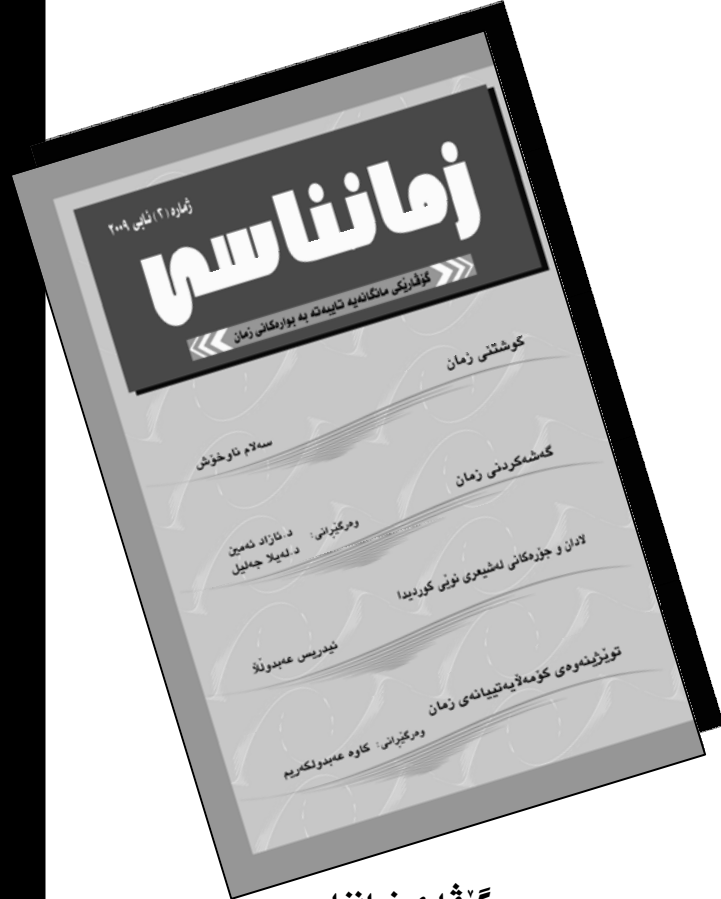 زمانناسی
ژمارە (٢) ئابی ٢٠٠٩
گۆڤارێکی مانگانەیە تایبەتە بە بوارەکانی زمان
کوشتنی زمان
سەلام ناوخۆش
گەشەکردنی زمان
وەرگێڕانی: د.ئازاد ئەمین
د.لەیلا جەلیل
لادان و جۆرەکانی لەشیعری نوێی کوردیدا
ئیدریس عەبدوڵڵا
توێژینەوەی کۆمەڵایەتییانەی زمان
وەرگێڕانی: کاوە عەبدولکەریم